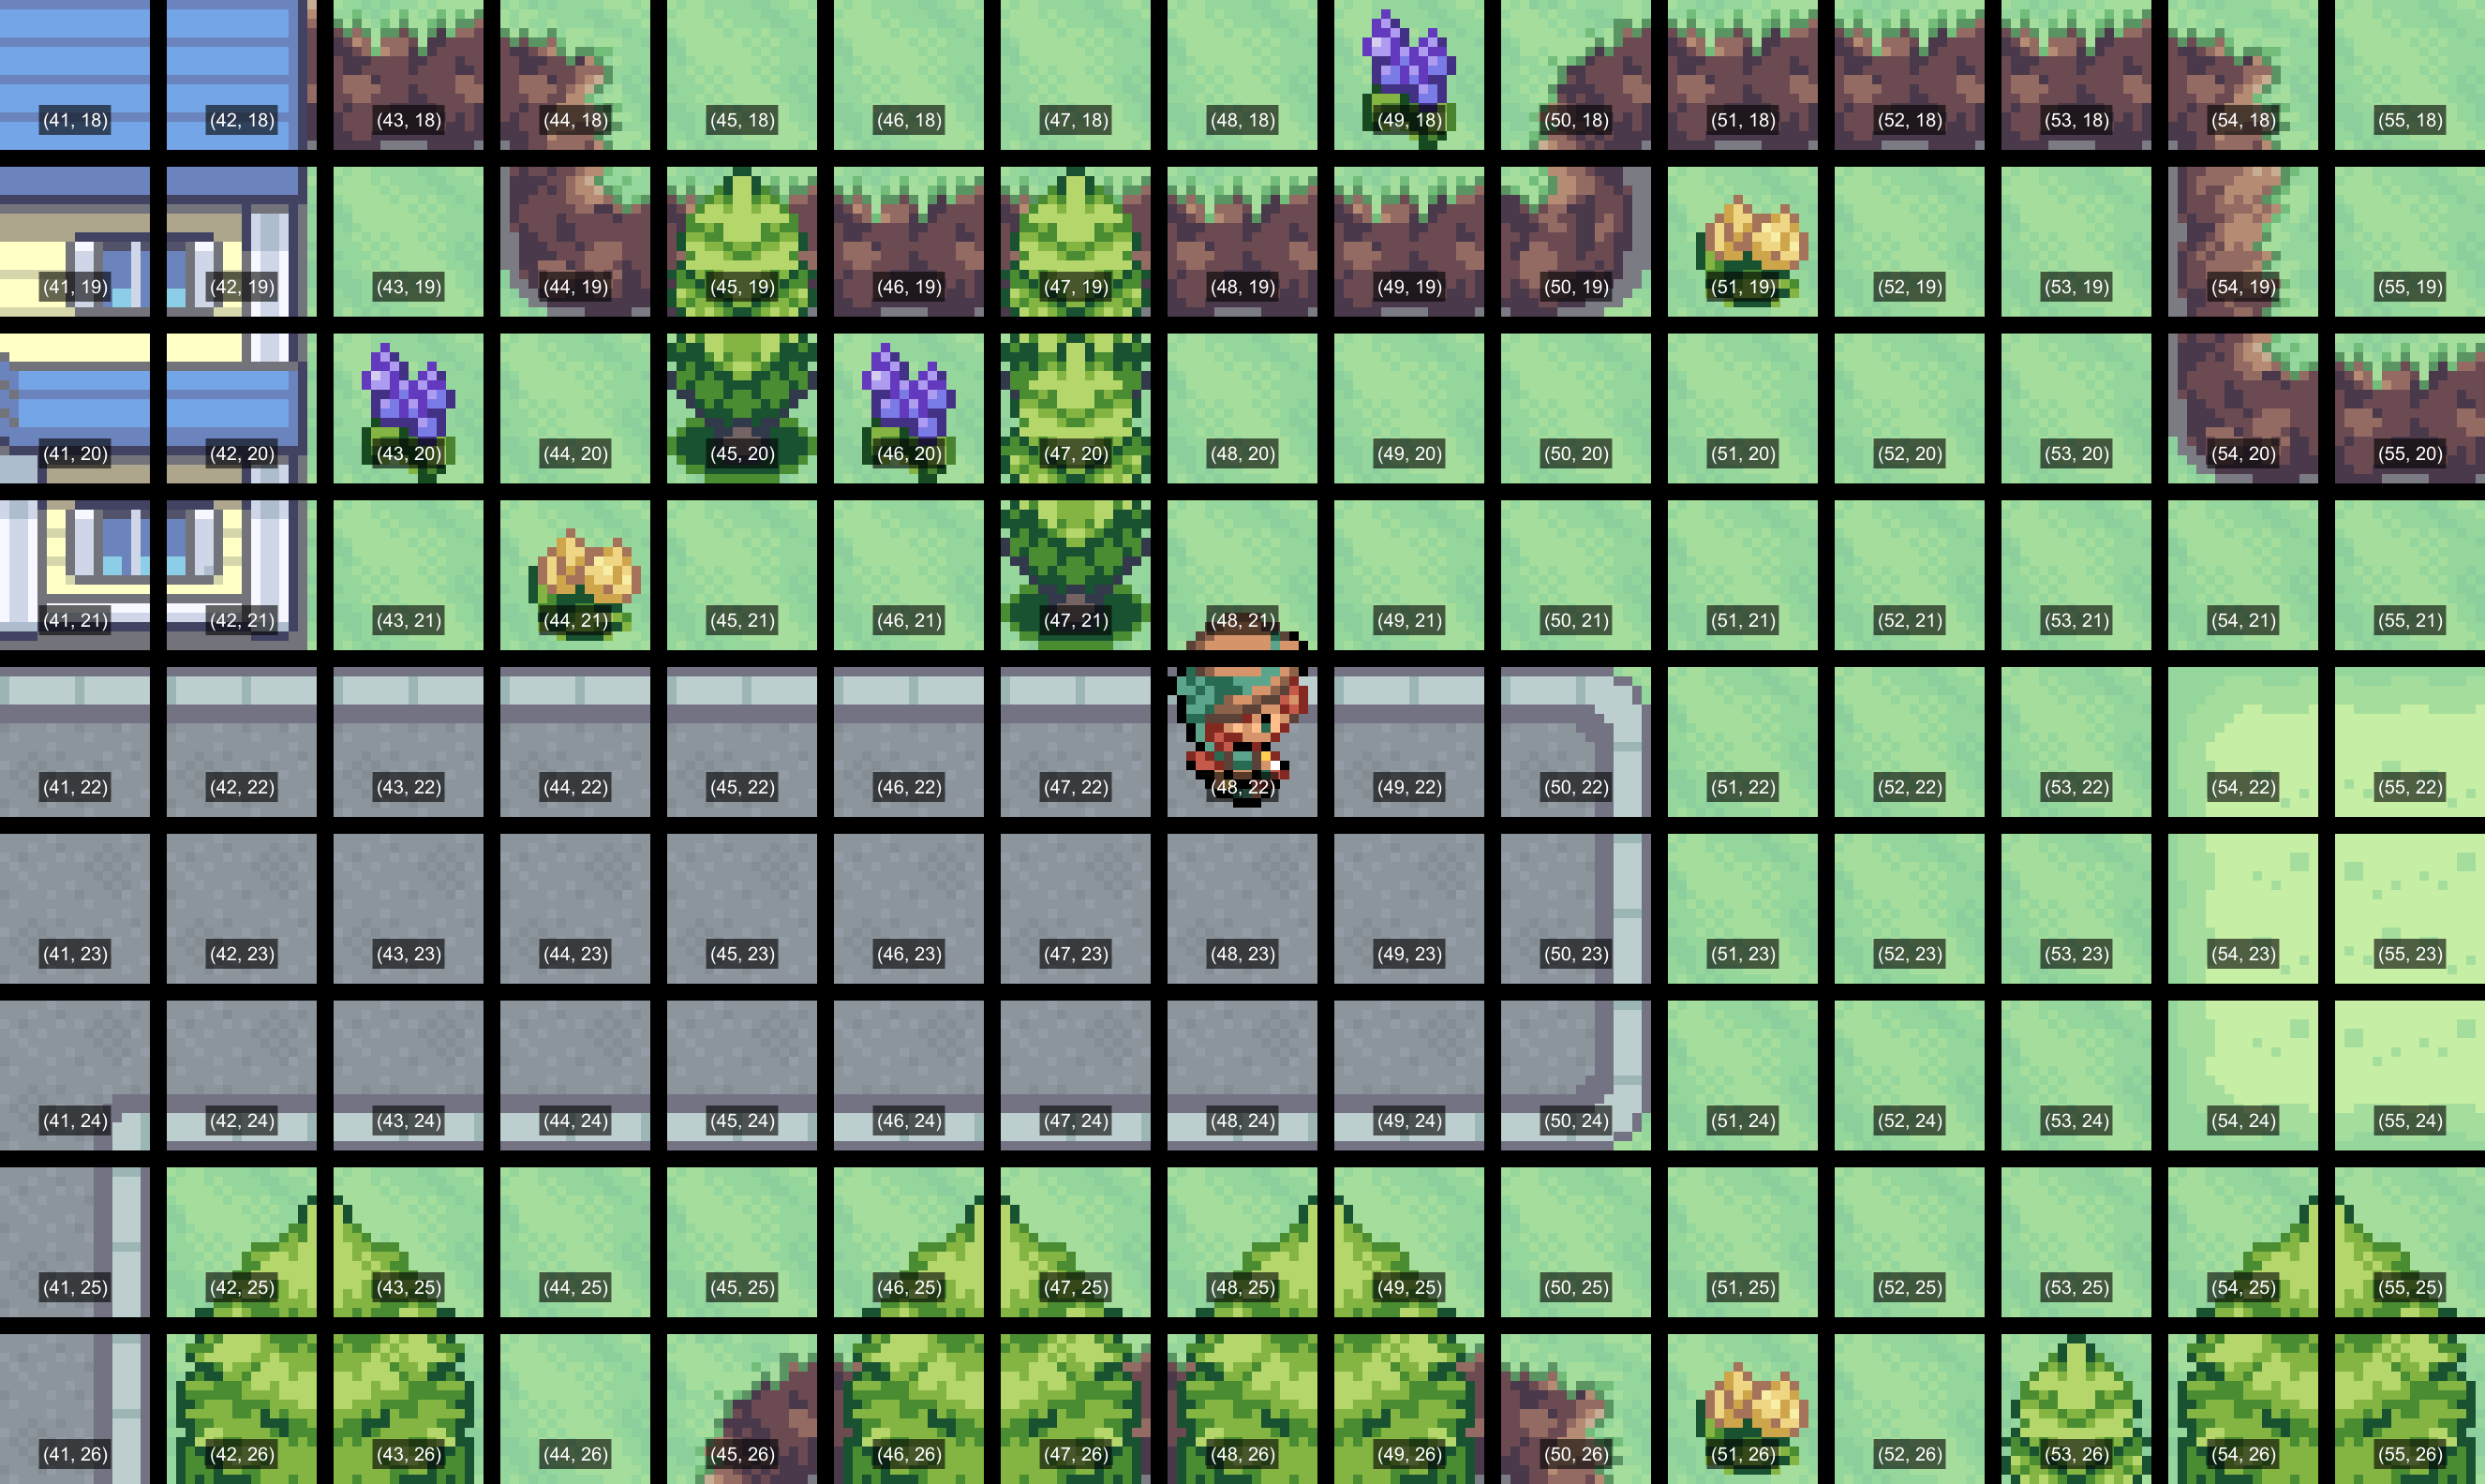 (41, 18) (42, 18) (43, 18) (44, 18) (45, 18) (46, 18) (47, 18) (48, 18) (49, 18) (50, 18) (51, 18) (52, 18) (53, 18) (54, 18) (55, 18)
(41, 19) (42, 19) (43, 19) (44, 19) (45, 19) (46, 19) (47, 19) (48, 19) (49, 19) (50, 19) (51, 19) (52, 19) (53, 19) (54, 19) (55, 19)
(41, 20) (42, 20) (43, 20) (44, 20) (45, 20) (46, 20) (47, 20) (48, 20) (49, 20) (50, 20) (51, 20) (52, 20) (53, 20) (54, 20) (55, 20)
(41, 21) (42, 21) (43, 21) (44, 21) (45, 21) (46, 21) (47, 21) (48, 21) (49, 21) (50, 21) (51, 21) (52, 21) (53, 21) (54, 21) (55, 21)
(41, 22) (42, 22) (43, 22) (44, 22) (45, 22) (46, 22) (47, 22) (48, 22) (49, 22) (50, 22) (51, 22) (52, 22) (53, 22) (54, 22) (55, 22)
(41, 23) (42, 23) (43, 23) (44, 23) (45, 23) (46, 23) (47, 23) (48, 23) (49, 23) (50, 23) (51, 23) (52, 23) (53, 23) (54, 23) (55, 23)
(41, 24) (42, 24) (43, 24) (44, 24) (45, 24) (46, 24) (47, 24) (48, 24) (49, 24) (50, 24) (51, 24) (52, 24) (53, 24) (54, 24) (55, 24)
(41, 25) (42, 25) (43, 25) (44, 25) (45, 25) (46, 25) (47, 25) (48, 25) (49, 25) (50, 25) (51, 25) (52, 25) (53, 25) (54, 25) (55, 25)
(41, 26) (42, 26) (43, 26) (44, 26) (45, 26) (46, 26) (47, 26) (48, 26) (49, 26) (50, 26) (51, 26) (52, 26) (53, 26) (54, 26) (55, 26)